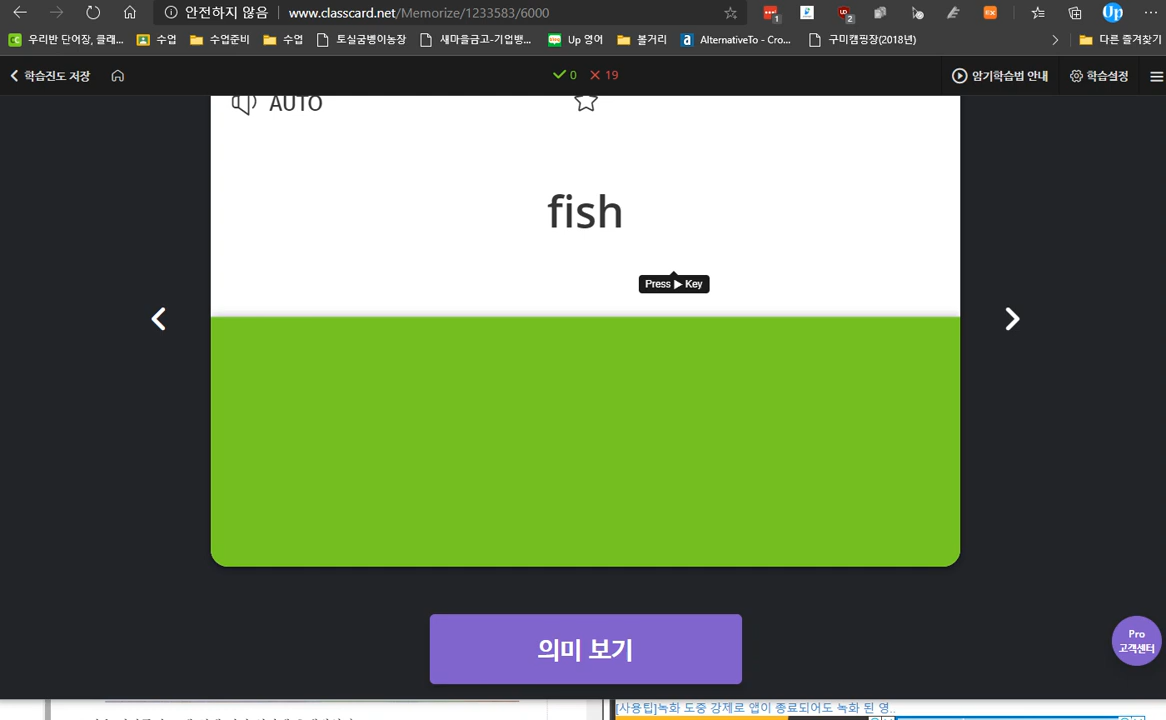 안전하지 않음 | www.classcard.net/Memorize/1233583/6000
우리반 단어장, 클래... 수업 수업준비 수업 토실궁벵이농장 새마을금고-기업뱅... Up 영어 볼거리 AlternativeTo - Cro... 구미캠핑장(2018년) 다른 즐겨찾기
학습진도 저장 0 19 암기학습법 안내 학습설정
AUTO
fish
Press ▶ Key
의미 보기
Pro
고객센터
[사용팁]녹화 도중 강제로 앱이 종료되어도 녹화 된 영..